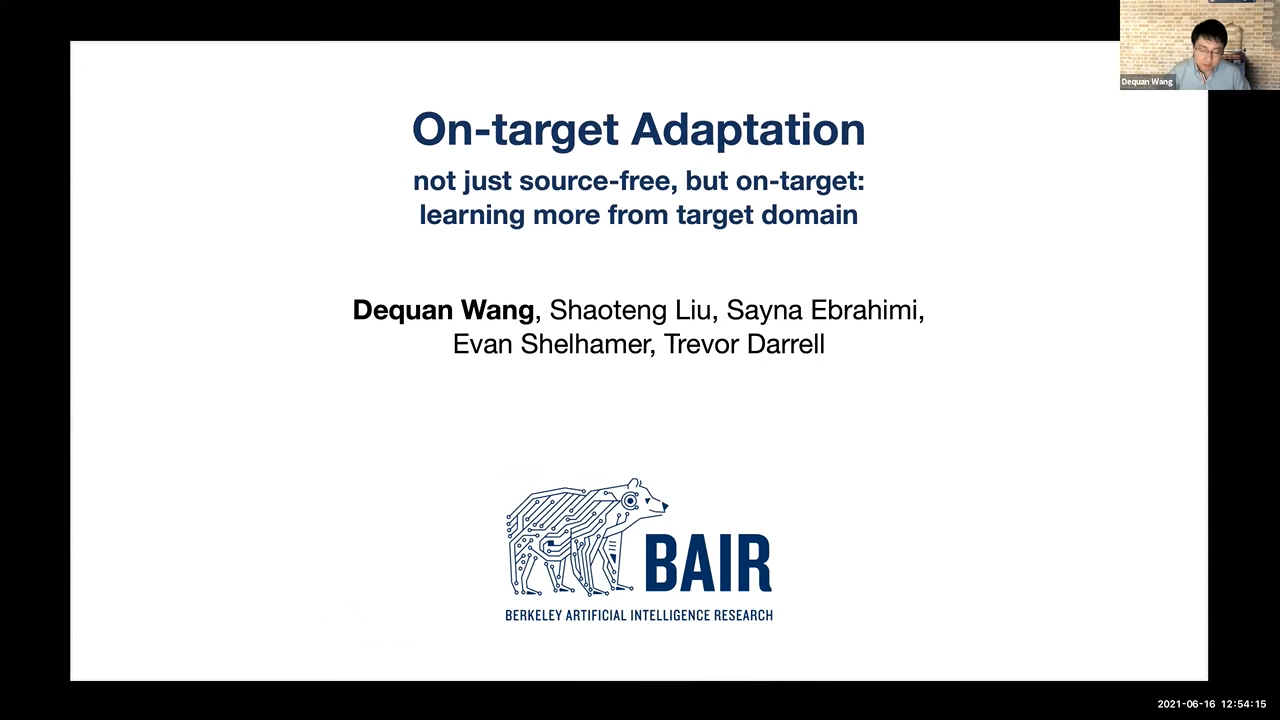 Dequan Wang
On-target Adaptation
not just source-free, but on-target:
learning more from target domain
Dequan Wang, Shaoteng Liu, Sayna Ebrahimi,
Evan Shelhamer, Trevor Darrell
BAIR
BERKELEY ARTIFICIAL INTELLIGENCE RESEARCH
2021-06-16 12:54:15